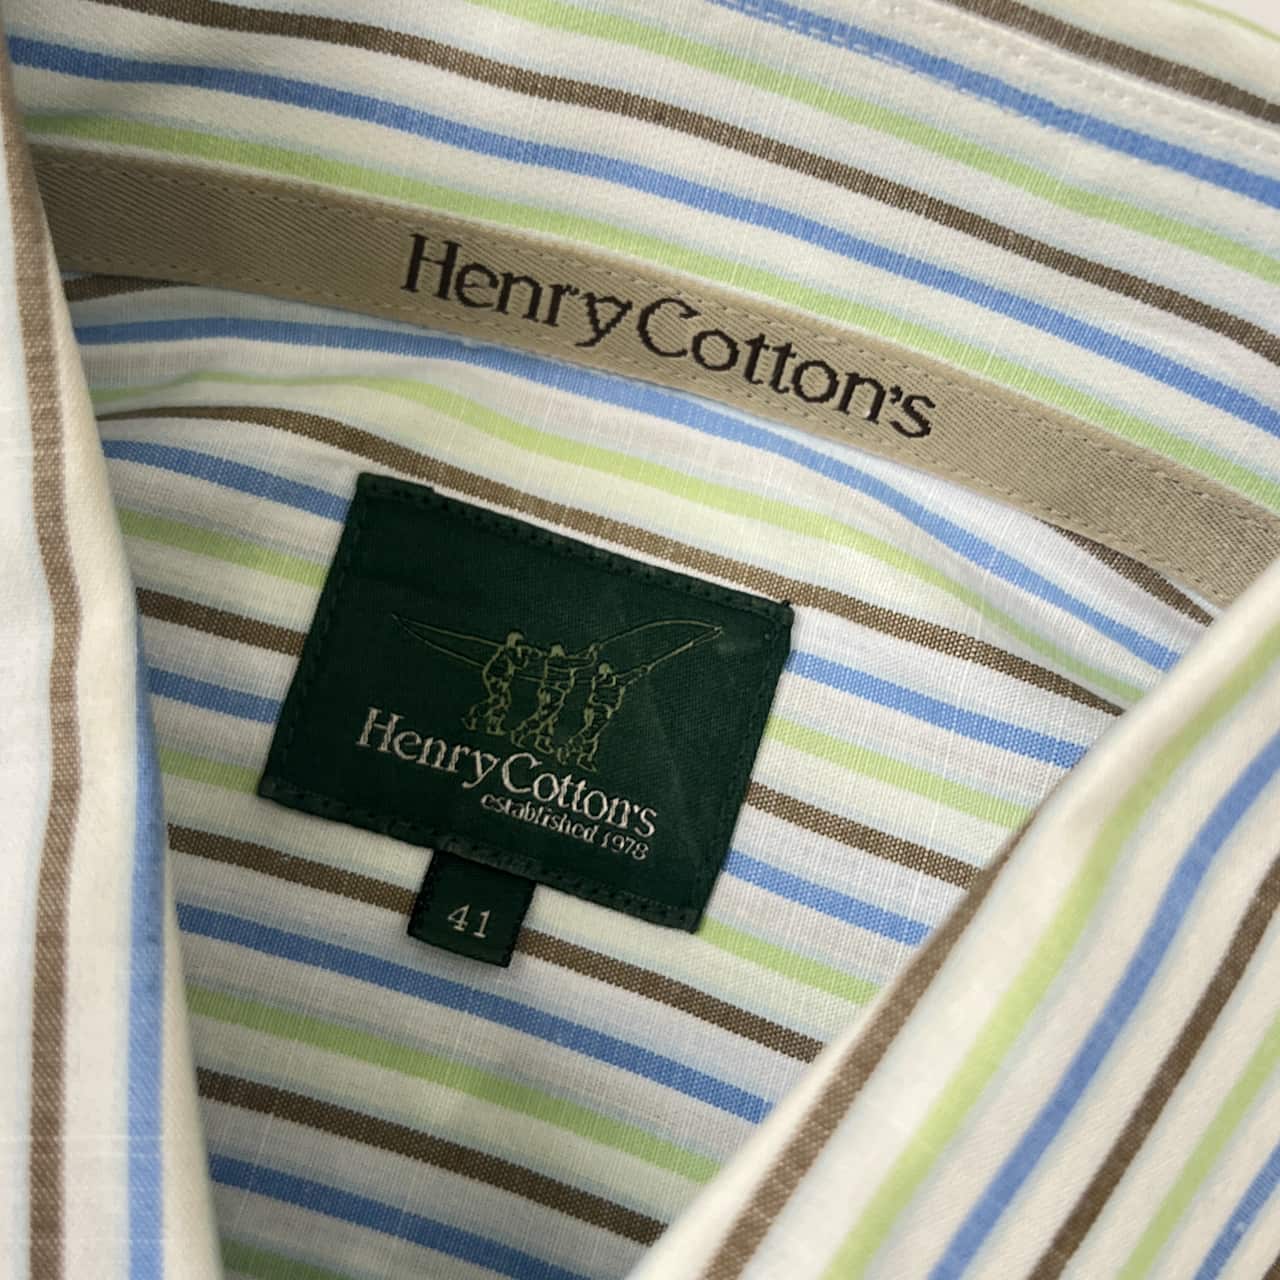 Henry Cotton's
Henry Cotton's
established 1978
41